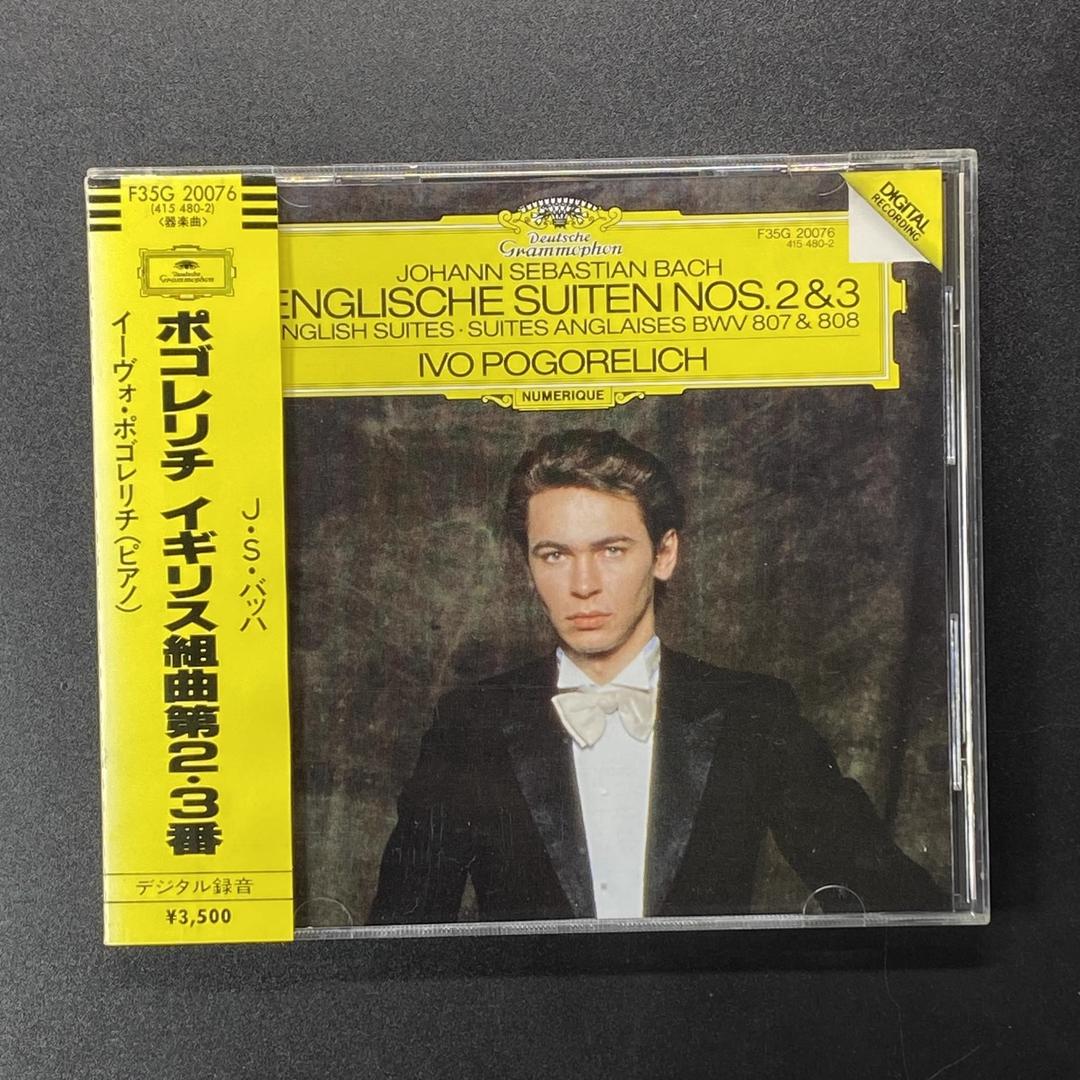 F35G 20076
(415 480-2)
〈器楽曲〉
Deutsche
Grammophon
J・S・バッハ
ポゴレリチ イギリス組曲第2・3番
イーヴォ・ポゴレリチ(ピアノ)
デジタル録音
¥3,500
Deutsche
Grammophon
F35G 20076
415 480-2
DIGITAL
RECORDING
JOHANN SEBASTIAN BACH
ENGLISCHE SUITEN NOS. 2 & 3
NGLISH SUITES · SUITES ANGLAISES BWV 807 & 808
IVO POGORELICH
NUMERIQUE